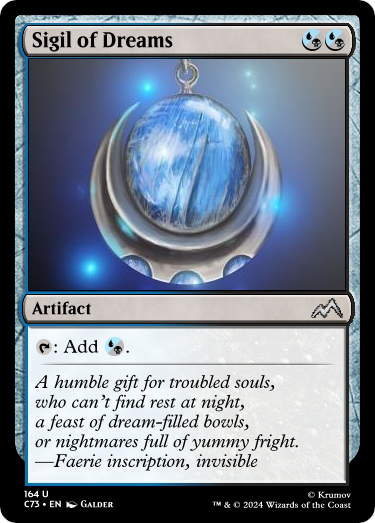 Sigil of Dreams
Artifact
: Add .
A humble gift for troubled souls,
who can't find rest at night,
a feast of dream-filled bowls,
or nightmares full of yummy fright.
—Faerie inscription, invisible
164 U
C73 • EN Galder
© Krumov
™ & © 2024 Wizards of the Coast